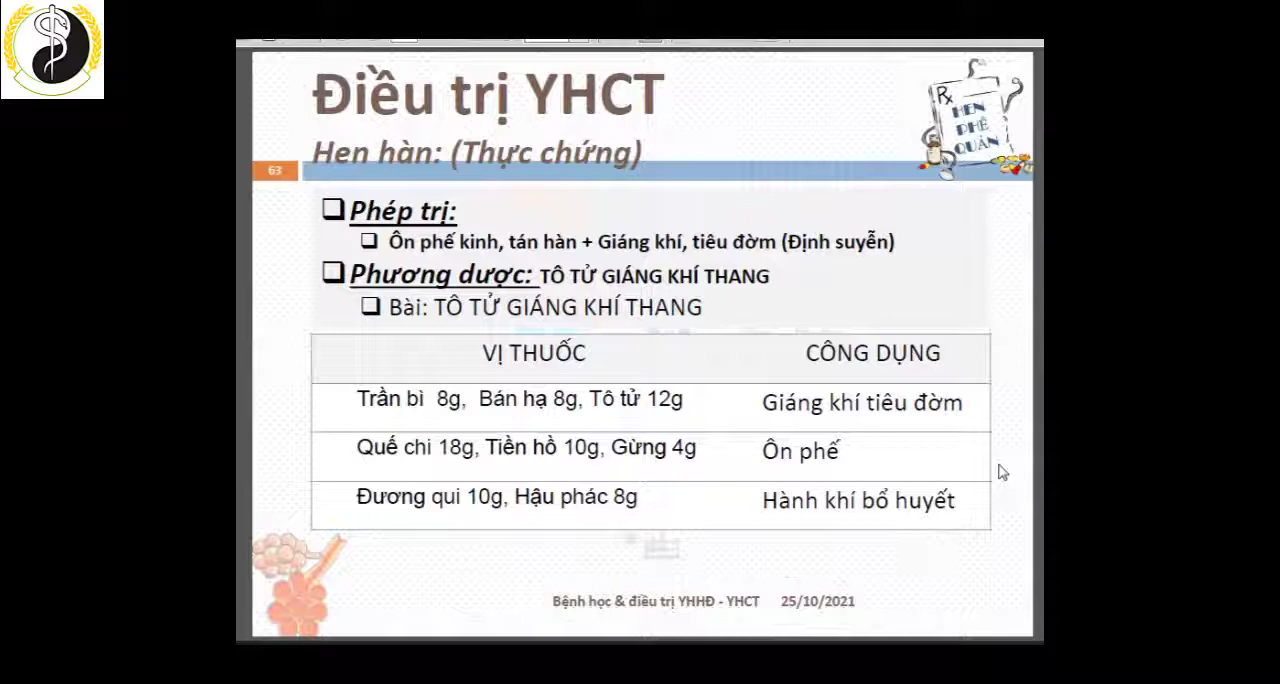 Điều trị YHCT
Hen hàn: (Thực chứng)
63
Rx
HEN
PHẾ
QUẢN
Phép trị:
Ôn phế kinh, tán hàn + Giáng khí, tiêu đờm (Định suyễn)
Phương dược: TÔ TỬ GIÁNG KHÍ THANG
Bài: TÔ TỬ GIÁNG KHÍ THANG
VỊ THUỐC CÔNG DỤNG
Trần bì 8g, Bán hạ 8g, Tô tử 12g Giáng khí tiêu đờm
Quế chi 18g, Tiền hồ 10g, Gừng 4g Ôn phế
Đương qui 10g, Hậu phác 8g Hành khí bổ huyết
Bệnh học & điều trị YHHĐ - YHCT 25/10/2021